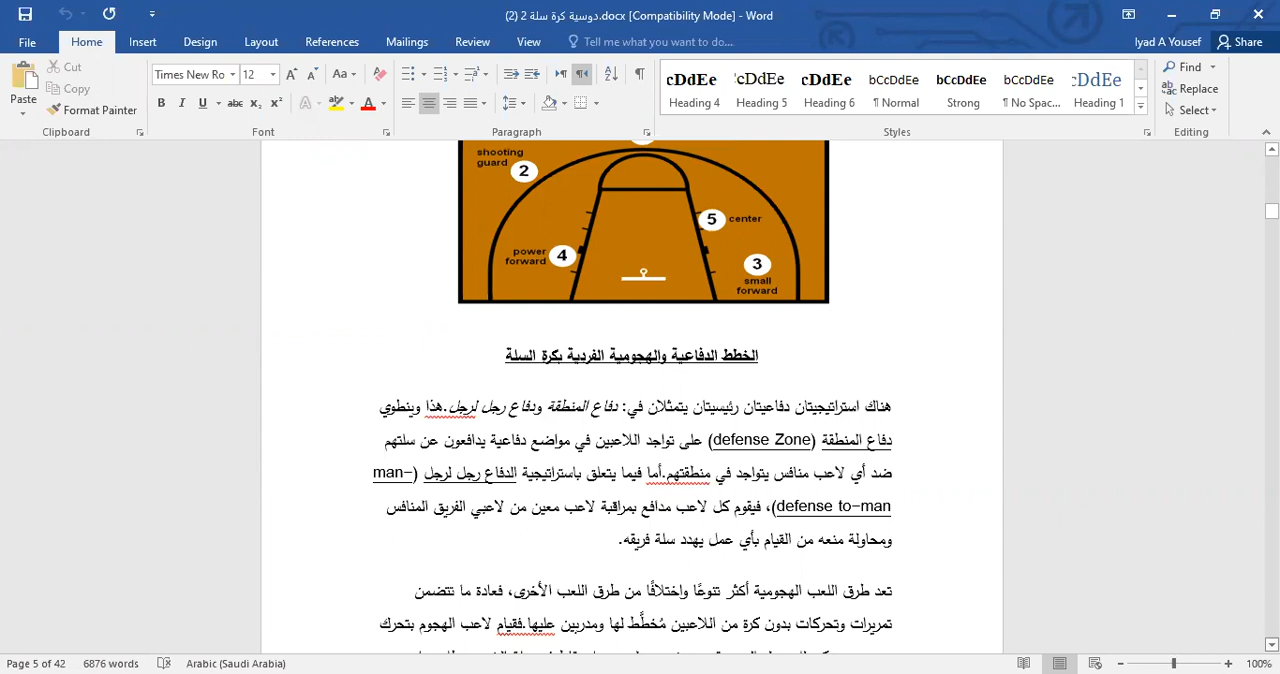 دوسية كرة سلة 2 (2).docx [Compatibility Mode] - Word
File Home Insert Design Layout References Mailings Review View Tell me what you want to do... Iyad A Yousef Share
Paste
Cut
Copy
Format Painter
Clipboard
Times New Ro 12
Font
Paragraph
cDdEe cDdEe cDdEe bCcDdEe bCcDdEe bCcDdEe CcDdEe
Heading 4 Heading 5 Heading 6 ¶ Normal Strong ¶ No Spac... Heading 1
Styles
Find
Replace
Select
Editing
shooting
guard
2
5 center
power
forward
4
3
small
forward
الخطط الدفاعية والهجومية الفردية بكرة السلة
هناك استراتيجيتان دفاعيتان رئيسيتان يتمثلان في: دفاع المنطقة ودفاع رجل لرجل.هذا وينطوي
دفاع المنطقة (defense Zone) على تواجد اللاعبين في مواضع دفاعية يدافعون عن سلتهم
ضد أي لاعب منافس يتواجد في منطقتهم.أما فيما يتعلق باستراتيجية الدفاع رجل لرجل (man-
defense to-man)، فيقوم كل لاعب مدافع بمراقبة لاعب معين من لاعبي الفريق المنافس
ومحاولة منعه من القيام بأي عمل يهدد سلة فريقه.
تعد طرق اللعب الهجومية أكثر تنوعًا واختلافًا من طرق اللعب الأخرى، فعادة ما تتضمن
تمريرات وتحركات بدون كرة من اللاعبين مُخطَّط لها ومدربين عليها.فقيام لاعب الهجوم بتحرك
Page 5 of 42 6876 words Arabic (Saudi Arabia) 100%